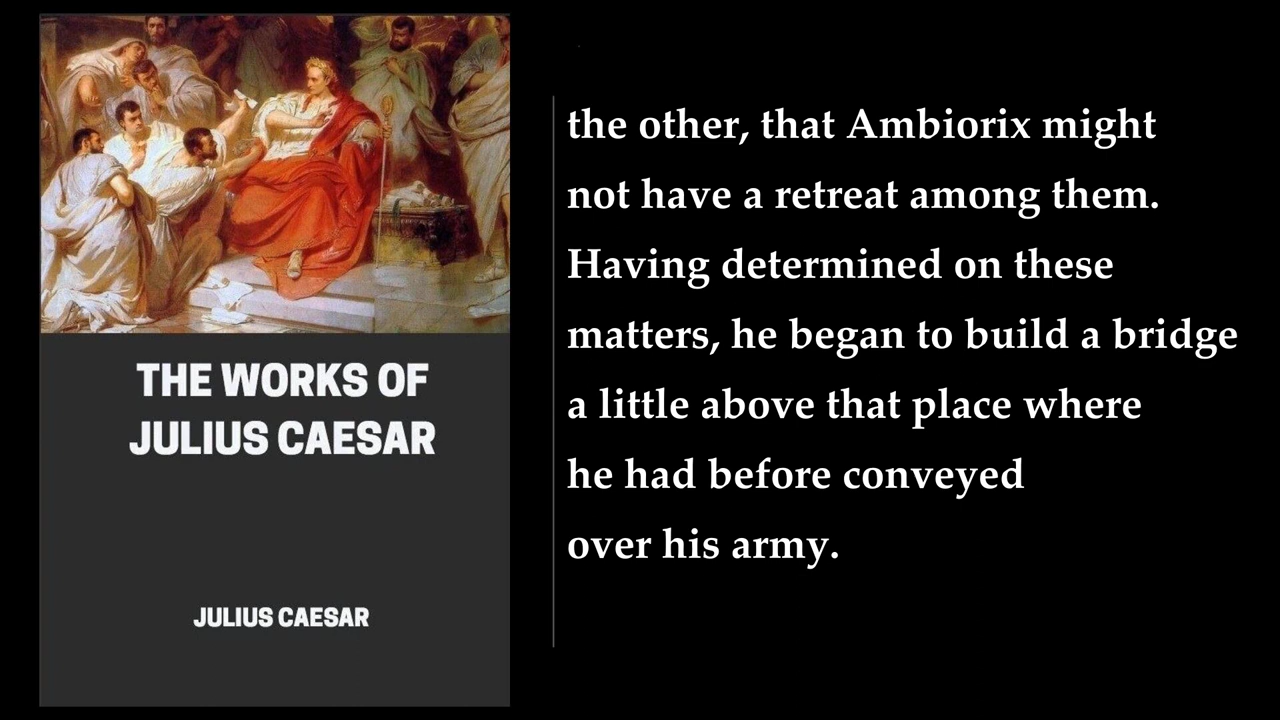 THE WORKS OF
JULIUS CAESAR
JULIUS CAESAR
the other, that Ambiorix might
not have a retreat among them.
Having determined on these
matters, he began to build a bridge
a little above that place where
he had before conveyed
over his army.